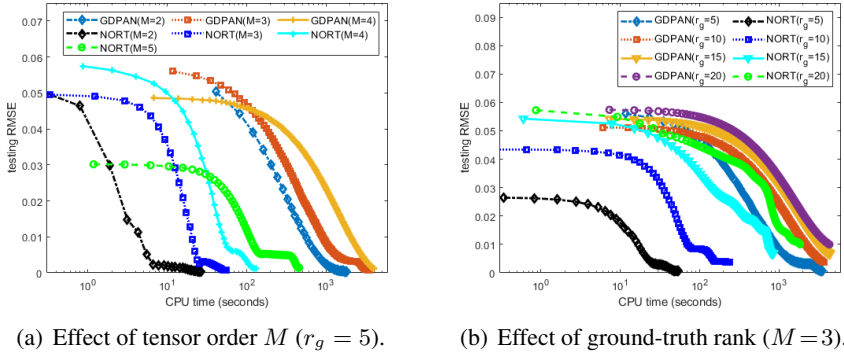 GDPAN(M=2) GDPAN(M=3) GDPAN(M=4)
NORT(M=2) NORT(M=3) NORT(M=4)
NORT(M=5)
testing RMSE
0.07
0.06
0.05
0.04
0.03
0.02
0.01
0
10^0 10^1 10^2 10^3
CPU time (seconds)
(a) Effect of tensor order M (r_g = 5).
GDPAN(r_g=5) NORT(r_g=5)
GDPAN(r_g=10) NORT(r_g=10)
GDPAN(r_g=15) NORT(r_g=15)
GDPAN(r_g=20) NORT(r_g=20)
testing RMSE
0.09
0.08
0.07
0.06
0.05
0.04
0.03
0.02
0.01
0
10^0 10^1 10^2 10^3
CPU time (seconds)
(b) Effect of ground-truth rank (M=3).